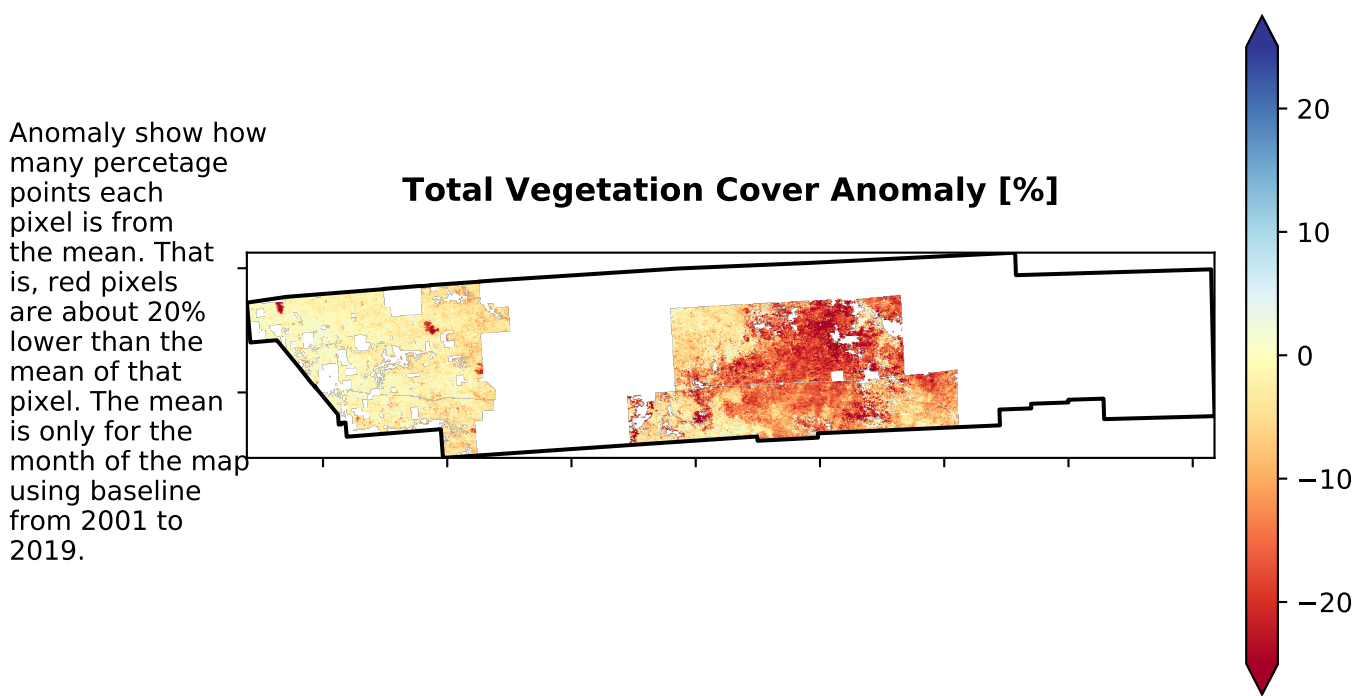 Anomaly show how
many percetage
points each
pixel is from
the mean. That
is, red pixels
are about 20%
lower than the
mean of that
pixel. The mean
is only for the
month of the map
using baseline
from 2001 to
2019.
Total Vegetation Cover Anomaly [%]
20
10
0
−10
−20